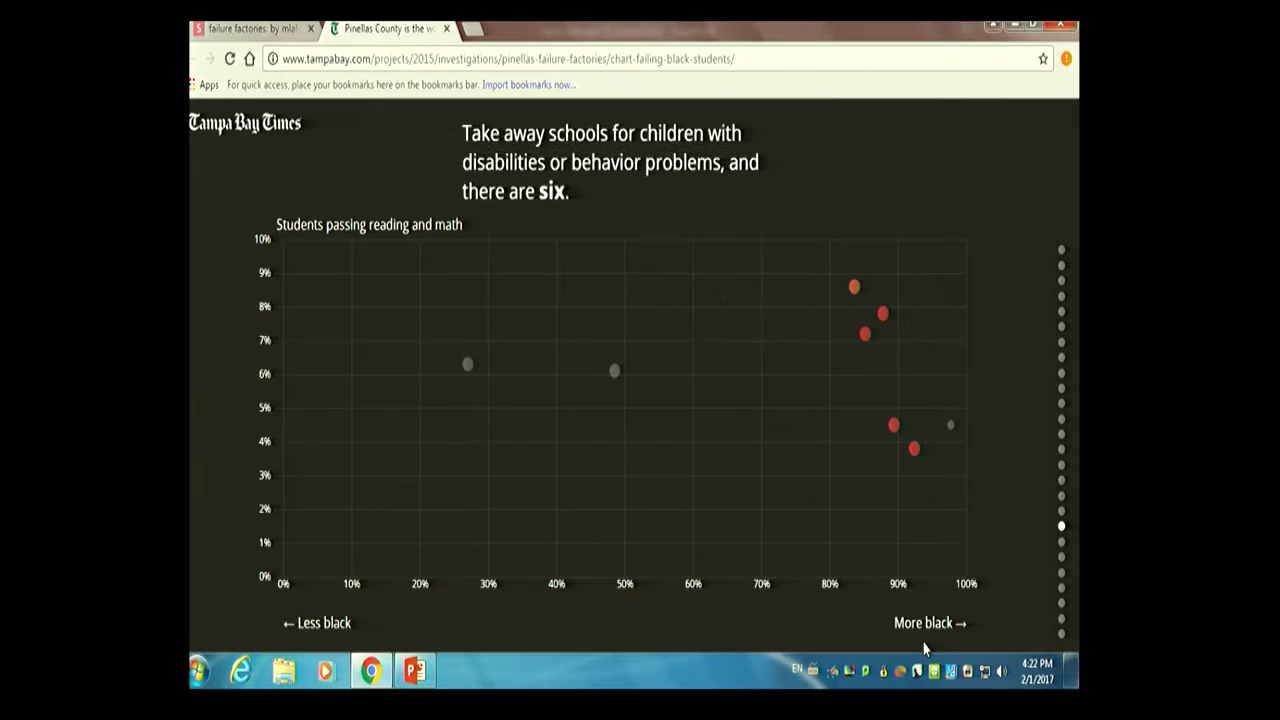 failure factories: by mlaf
Pinellas County is the wo
www.tampabay.com/projects/2015/investigations/pinellas-failure-factories/chart-failing-black-students/
Apps For quick access, place your bookmarks here on the bookmarks bar. Import bookmarks now...
Tampa Bay Times
Take away schools for children with
disabilities or behavior problems, and
there are six.
Students passing reading and math
10%
9%
8%
7%
6%
5%
4%
3%
2%
1%
0%
0% 10% 20% 30% 40% 50% 60% 70% 80% 90% 100%
← Less black
More black →
EN
4:22 PM
2/1/2017